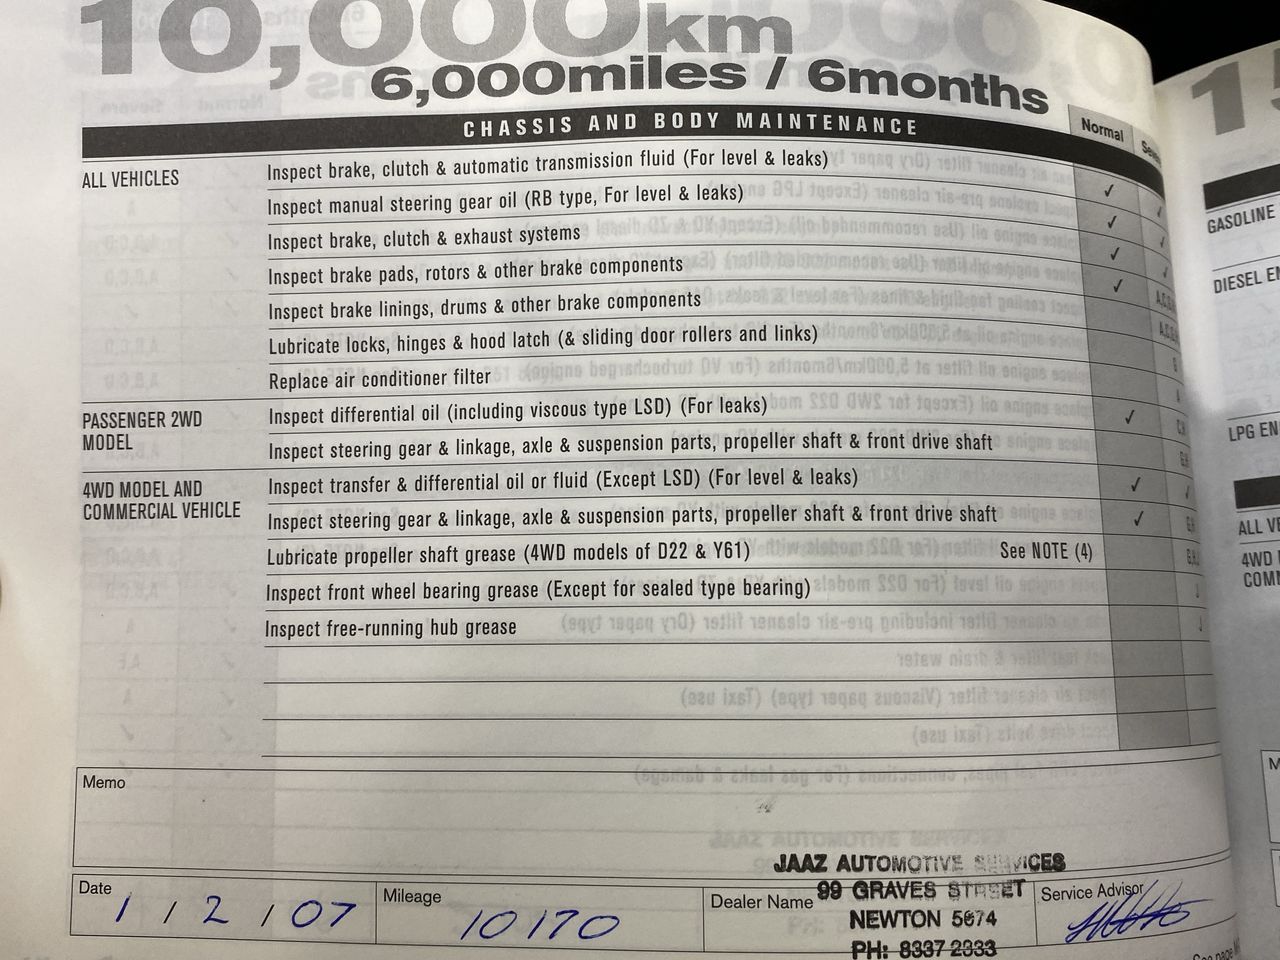 10,000km
6,000miles / 6months
CHASSIS AND BODY MAINTENANCE
Normal
ALL VEHICLES
Inspect brake, clutch & automatic transmission fluid (For level & leaks) ✓
Inspect manual steering gear oil (RB type, For level & leaks) ✓
Inspect brake, clutch & exhaust systems ✓
Inspect brake pads, rotors & other brake components ✓
Inspect brake linings, drums & other brake components
Lubricate locks, hinges & hood latch (& sliding door rollers and links)
Replace air conditioner filter
PASSENGER 2WD
MODEL
Inspect differential oil (including viscous type LSD) (For leaks) ✓
Inspect steering gear & linkage, axle & suspension parts, propeller shaft & front drive shaft
4WD MODEL AND
COMMERCIAL VEHICLE
Inspect transfer & differential oil or fluid (Except LSD) (For level & leaks) ✓
Inspect steering gear & linkage, axle & suspension parts, propeller shaft & front drive shaft ✓
Lubricate propeller shaft grease (4WD models of D22 & Y61) See NOTE (4)
Inspect front wheel bearing grease (Except for sealed type bearing)
Inspect free-running hub grease
Memo
Date 1 / 2 / 07
Mileage 10170
Dealer Name
JAAZ AUTOMOTIVE SERVICES
99 GRAVES STREET
NEWTON 5074
PH: 8337 2333
Service Advisor
GASOLINE
DIESEL
LPG